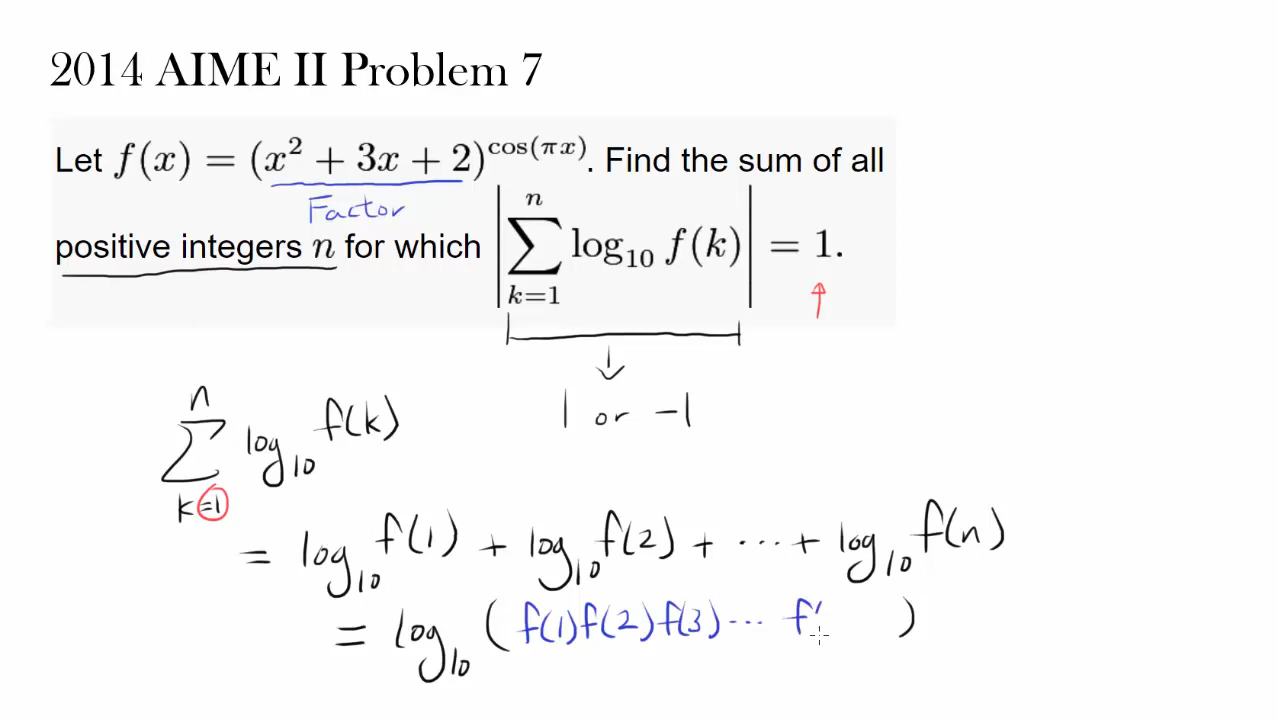 2014 AIME II Problem 7
Let f(x) = (x² + 3x + 2)^cos(πx). Find the sum of all
Factor
positive integers n for which |∑_{k=1}^{n} log₁₀ f(k)| = 1.
↑
↓
1 or -1
∑_{k=1}^{n} log₁₀ f(k)
= log₁₀ f(1) + log₁₀ f(2) + ··· + log₁₀ f(n)
= log₁₀ ( f(1)f(2)f(3) ··· f' )